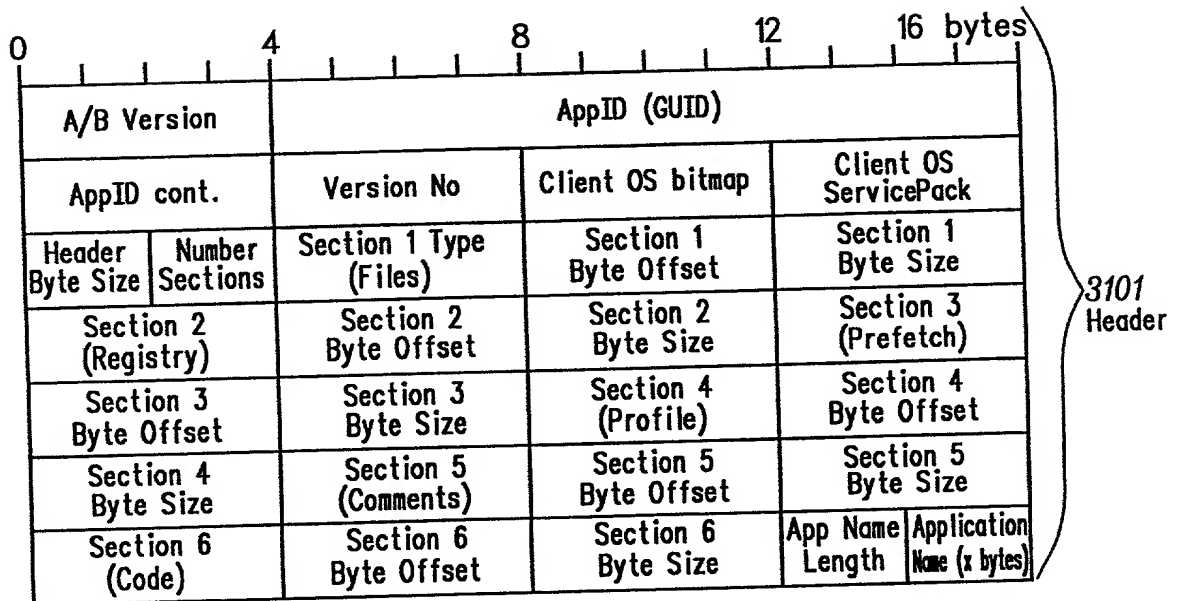 0 4 8 12 16 bytes
A/B Version
AppID (GUID)
AppID cont.
Version No
Client OS bitmap
Client OS
ServicePack
Header
Byte Size
Number
Sections
Section 1 Type
(Files)
Section 1
Byte Offset
Section 1
Byte Size
Section 2
(Registry)
Section 2
Byte Offset
Section 2
Byte Size
Section 3
(Prefetch)
Section 3
Byte Offset
Section 3
Byte Size
Section 4
(Profile)
Section 4
Byte Offset
Section 4
Byte Size
Section 5
(Comments)
Section 5
Byte Offset
Section 5
Byte Size
Section 6
(Code)
Section 6
Byte Offset
Section 6
Byte Size
App Name
Length
Application
Name (x bytes)
3101
Header